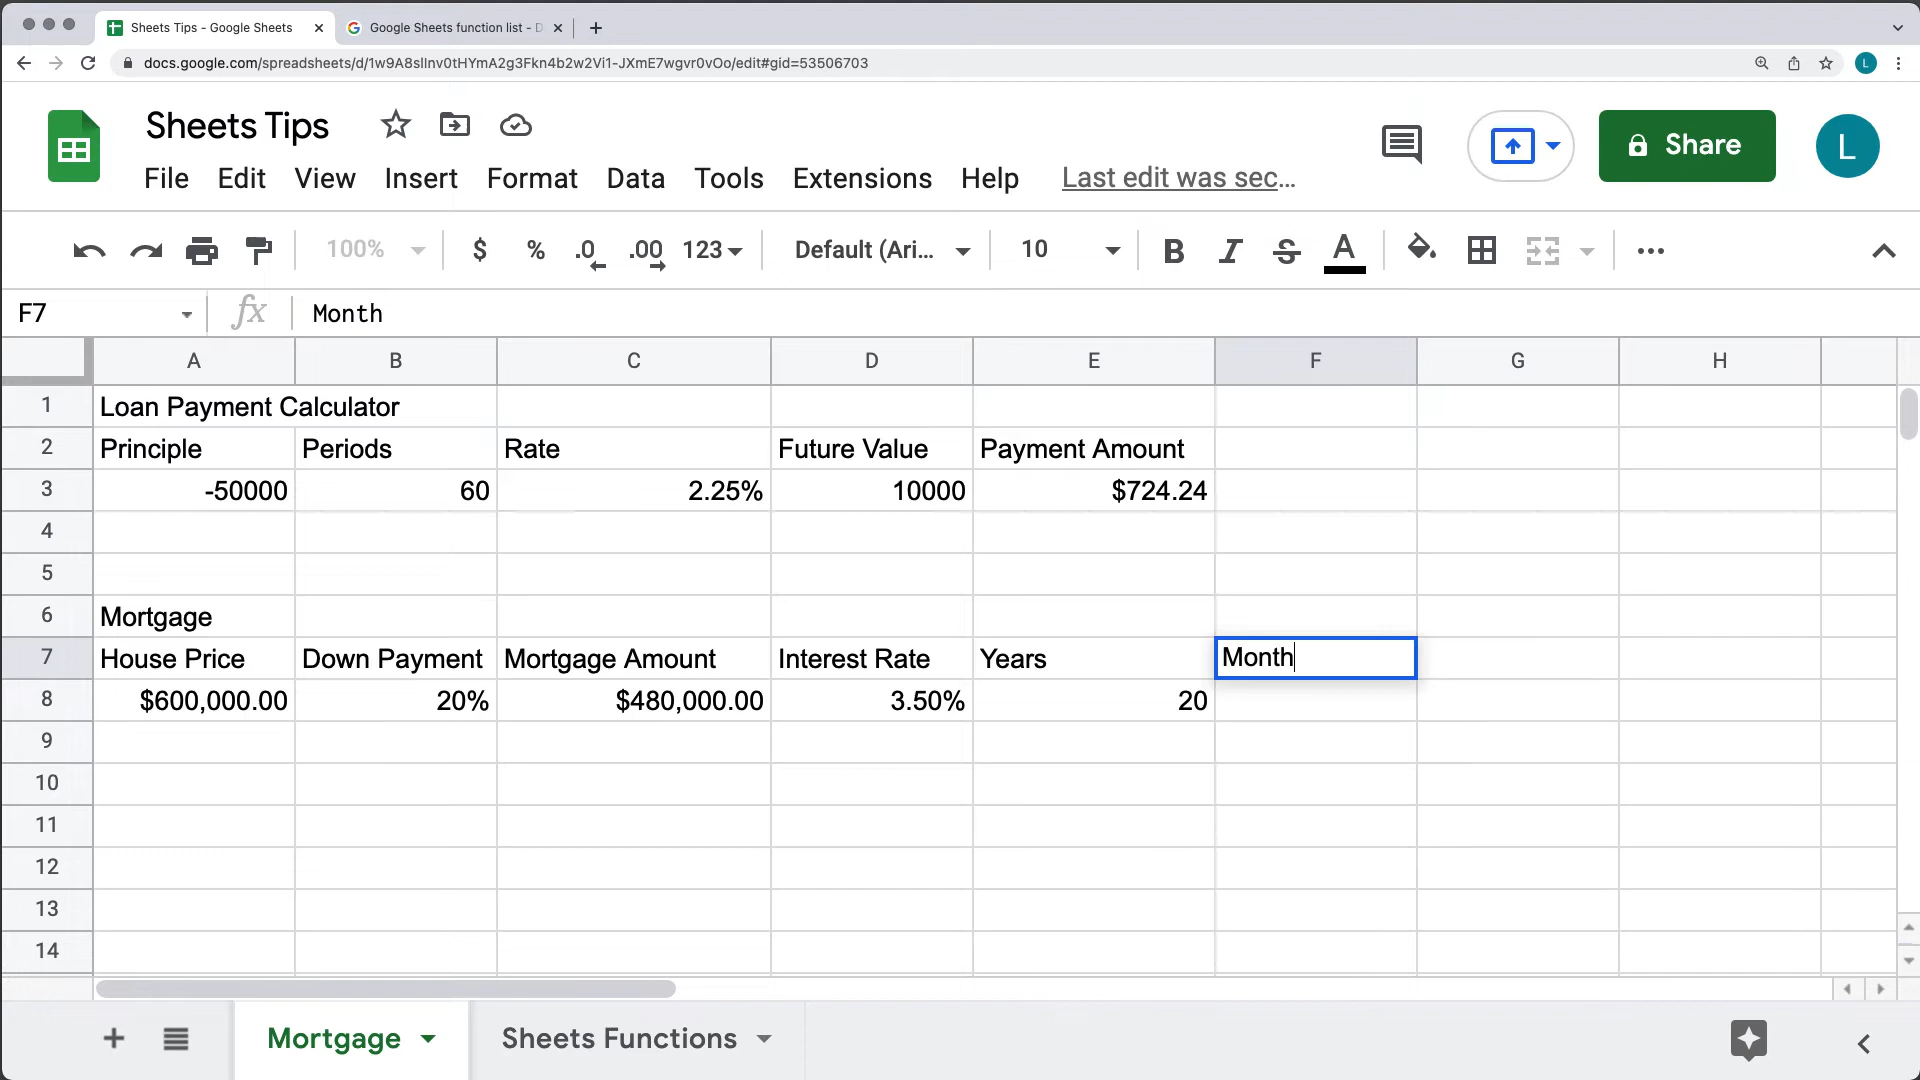 Sheets Tips - Google Sheets
Google Sheets function list - D
docs.google.com/spreadsheets/d/1w9A8sIlnv0tHYmA2g3Fkn4b2w2Vi1-JXmE7wgvr0vOo/edit#gid=53506703
L
Sheets Tips
Share
L
File Edit View Insert Format Data Tools Extensions Help Last edit was sec...
100% $ % .0 .00 123 Default (Ari... 10 B I S A
F7 fx Month
A B C D E F G H
1 Loan Payment Calculator
2 Principle Periods Rate Future Value Payment Amount
3 -50000 60 2.25% 10000 $724.24
4
5
6 Mortgage
7 House Price Down Payment Mortgage Amount Interest Rate Years Month
8 $600,000.00 20% $480,000.00 3.50% 20
9
10
11
12
13
14
Mortgage Sheets Functions